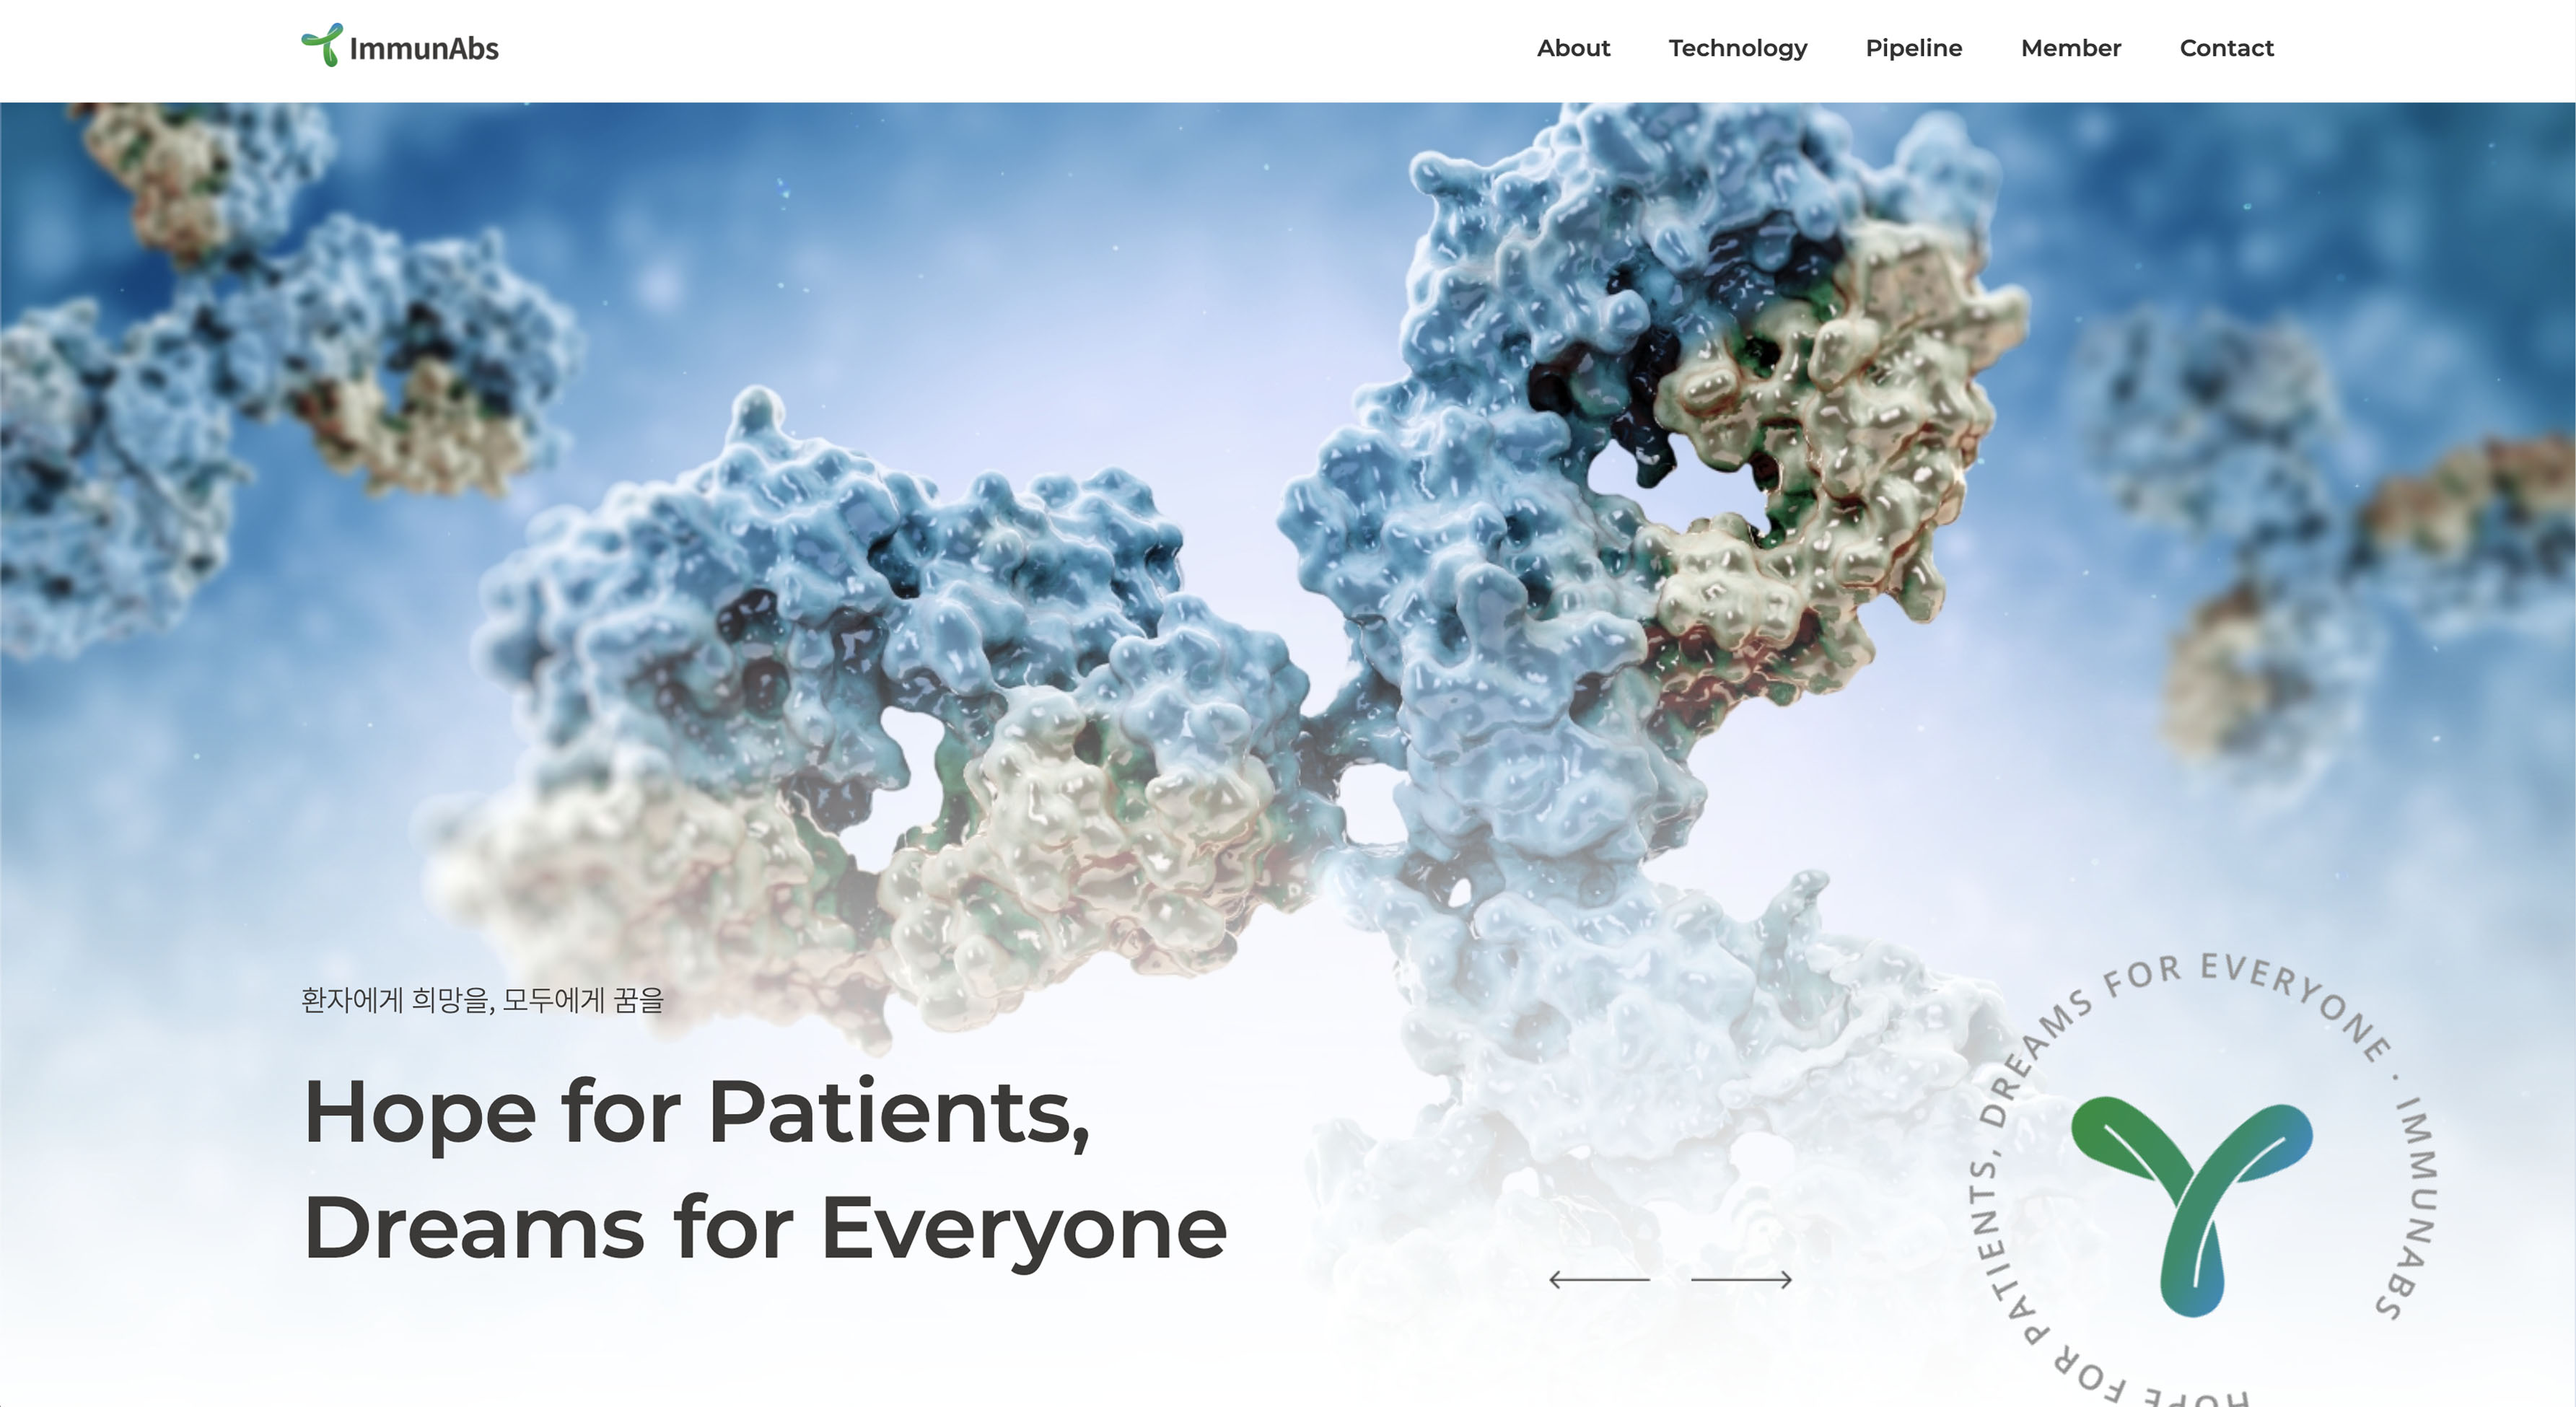 ImmunAbs
About
Technology
Pipeline
Member
Contact
환자에게 희망을, 모두에게 꿈을
Hope for Patients,
Dreams for Everyone
HOPE FOR PATIENTS, DREAMS FOR EVERYONE · IMMUNABS